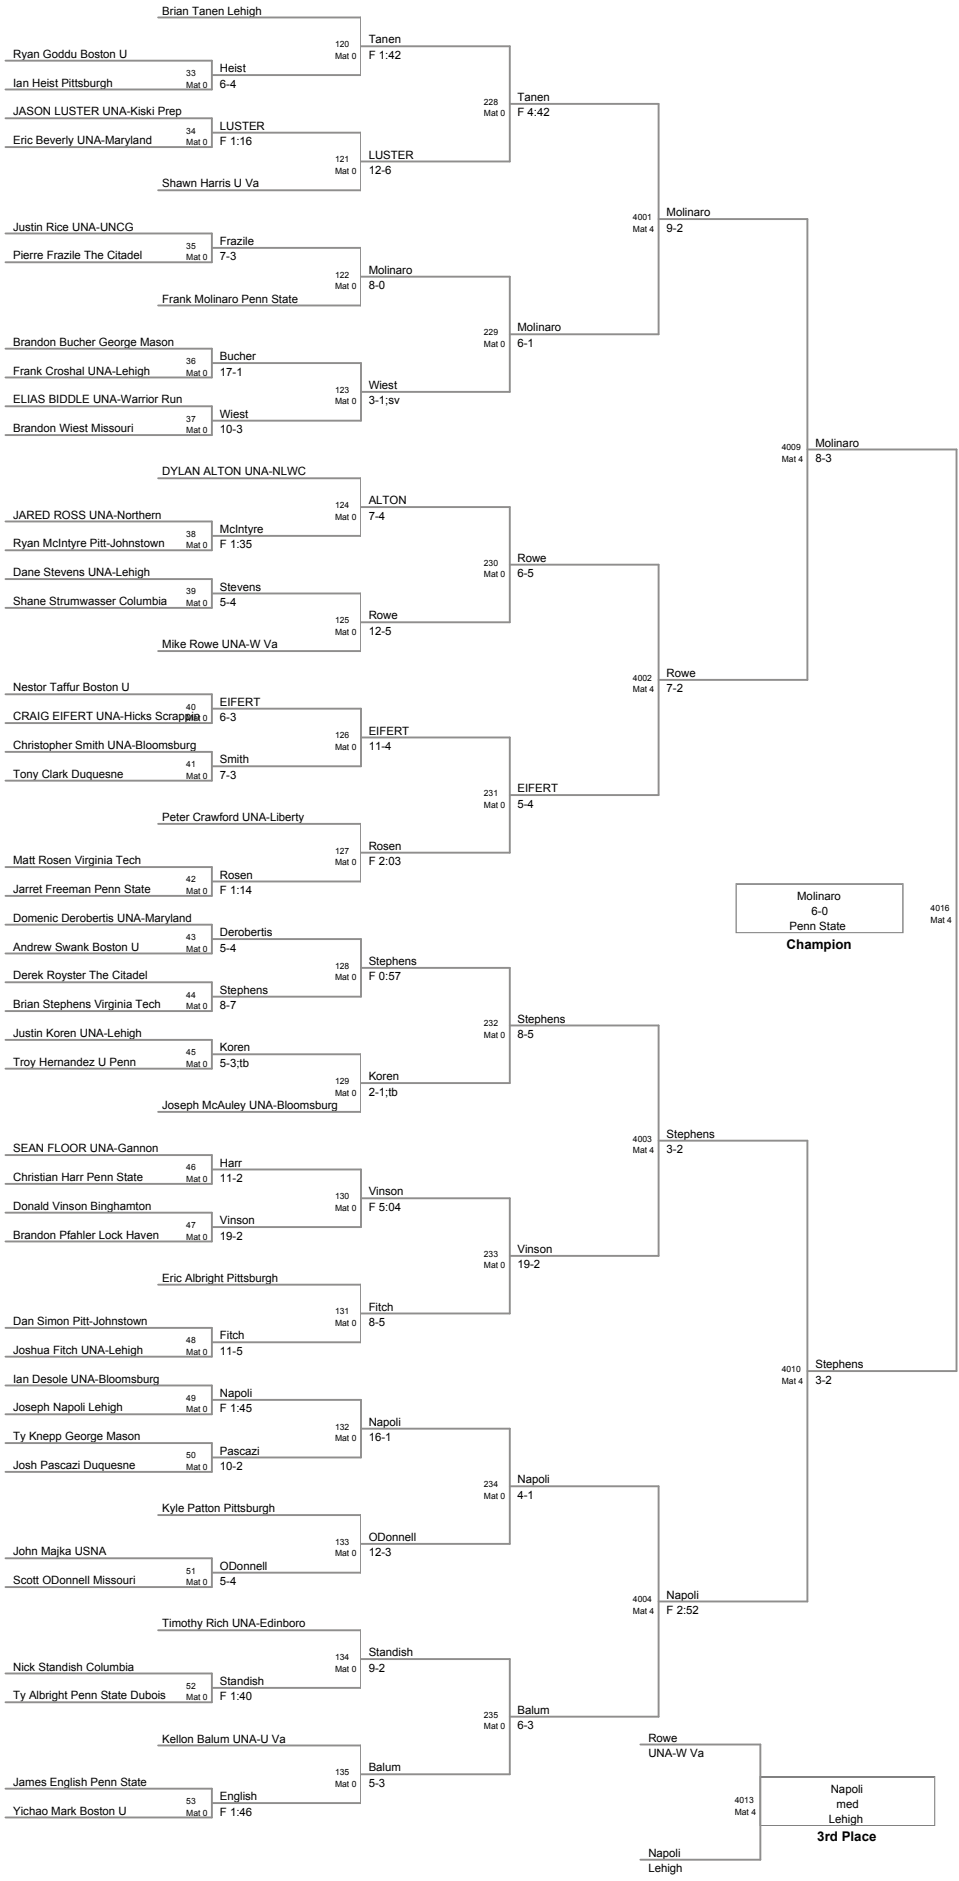 Brian Tanen Lehigh
120 Tanen
Mat 0 F 1:42
Ryan Goddu Boston U
33 Heist
Mat 0 6-4
Ian Heist Pittsburgh
228 Tanen
Mat 0 F 4:42
JASON LUSTER UNA-Kiski Prep
34 LUSTER
Mat 0 F 1:16
Eric Beverly UNA-Maryland
121 LUSTER
Mat 0 12-6
Shawn Harris U Va
4001 Molinaro
Mat 4 9-2
Justin Rice UNA-UNCG
35 Frazile
Mat 0 7-3
Pierre Frazile The Citadel
122 Molinaro
Mat 0 8-0
Frank Molinaro Penn State
229 Molinaro
Mat 0 6-1
Brandon Bucher George Mason
36 Bucher
Mat 0 17-1
Frank Croshal UNA-Lehigh
123 Wiest
Mat 0 3-1;sv
ELIAS BIDDLE UNA-Warrior Run
37 Wiest
Mat 0 10-3
Brandon Wiest Missouri
4009 Molinaro
Mat 4 8-3
DYLAN ALTON UNA-NLWC
124 ALTON
Mat 0 7-4
JARED ROSS UNA-Northern
38 McIntyre
Mat 0 F 1:35
Ryan McIntyre Pitt-Johnstown
230 Rowe
Mat 0 6-5
Dane Stevens UNA-Lehigh
39 Stevens
Mat 0 5-4
Shane Strumwasser Columbia
125 Rowe
Mat 0 12-5
Mike Rowe UNA-W Va
4002 Rowe
Mat 4 7-2
Nestor Taffur Boston U
40 EIFERT
Mat 0 6-3
CRAIG EIFERT UNA-Hicks Scrappin
126 EIFERT
Mat 0 11-4
Christopher Smith UNA-Bloomsburg
41 Smith
Mat 0 7-3
Tony Clark Duquesne
231 EIFERT
Mat 0 5-4
Peter Crawford UNA-Liberty
127 Rosen
Mat 0 F 2:03
Matt Rosen Virginia Tech
42 Rosen
Mat 0 F 1:14
Jarret Freeman Penn State
Molinaro
6-0
Penn State
Champion
4016
Mat 4
Domenic Derobertis UNA-Maryland
43 Derobertis
Mat 0 5-4
Andrew Swank Boston U
128 Stephens
Mat 0 F 0:57
Derek Royster The Citadel
44 Stephens
Mat 0 8-7
Brian Stephens Virginia Tech
232 Stephens
Mat 0 8-5
Justin Koren UNA-Lehigh
45 Koren
Mat 0 5-3;tb
Troy Hernandez U Penn
129 Koren
Mat 0 2-1;tb
Joseph McAuley UNA-Bloomsburg
4003 Stephens
Mat 4 3-2
SEAN FLOOR UNA-Gannon
46 Harr
Mat 0 11-2
Christian Harr Penn State
130 Vinson
Mat 0 F 5:04
Donald Vinson Binghamton
47 Vinson
Mat 0 19-2
Brandon Pfahler Lock Haven
233 Vinson
Mat 0 19-2
Eric Albright Pittsburgh
131 Fitch
Mat 0 8-5
Dan Simon Pitt-Johnstown
48 Fitch
Mat 0 11-5
Joshua Fitch UNA-Lehigh
4010 Stephens
Mat 4 3-2
Ian Desole UNA-Bloomsburg
49 Napoli
Mat 0 F 1:45
Joseph Napoli Lehigh
132 Napoli
Mat 0 16-1
Ty Knepp George Mason
50 Pascazi
Mat 0 10-2
Josh Pascazi Duquesne
234 Napoli
Mat 0 4-1
Kyle Patton Pittsburgh
133 ODonnell
Mat 0 12-3
John Majka USNA
51 ODonnell
Mat 0 5-4
Scott ODonnell Missouri
4004 Napoli
Mat 4 F 2:52
Timothy Rich UNA-Edinboro
134 Standish
Mat 0 9-2
Nick Standish Columbia
52 Standish
Mat 0 F 1:40
Ty Albright Penn State Dubois
235 Balum
Mat 0 6-3
Kellon Balum UNA-U Va
135 Balum
Mat 0 5-3
James English Penn State
53 English
Mat 0 F 1:46
Yichao Mark Boston U
Rowe
UNA-W Va
4013
Mat 4
Napoli
med
Lehigh
3rd Place
Napoli
Lehigh